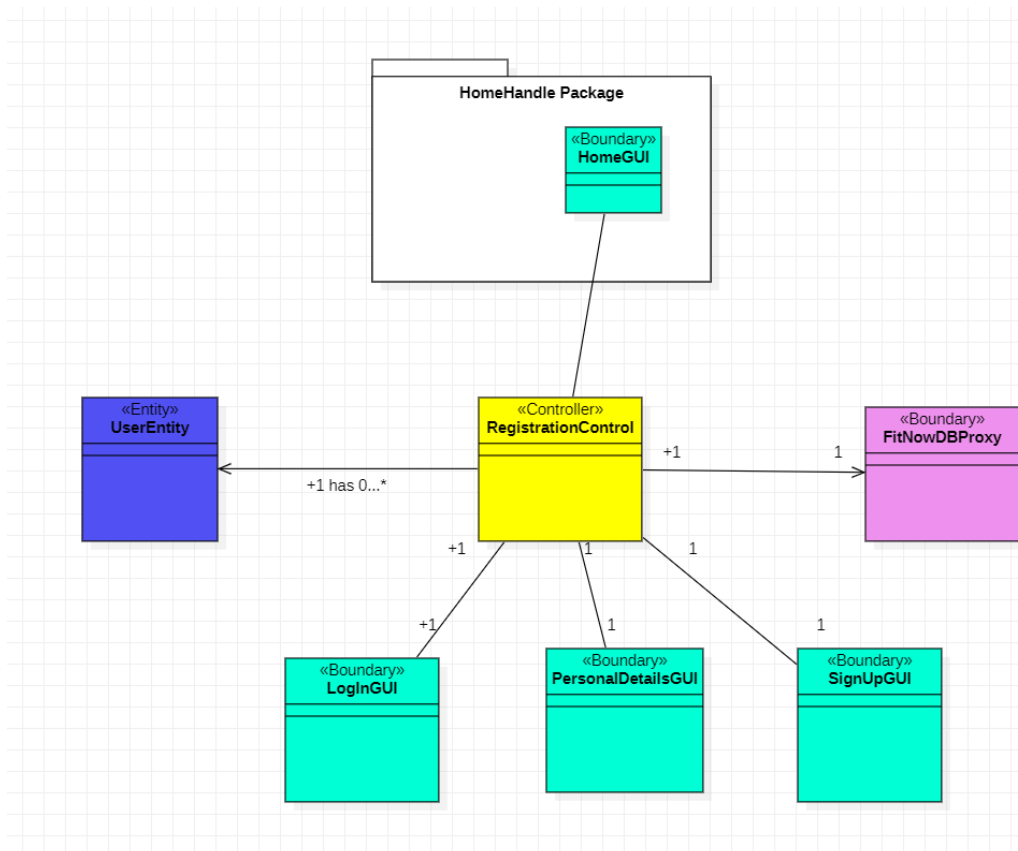 HomeHandle Package
«Boundary»
HomeGUI
«Entity»
UserEntity
«Controller»
RegistrationControl
«Boundary»
FitNowDBProxy
+1
1
+1 has 0...*
+1
1
1
+1
1
1
«Boundary»
LogInGUI
«Boundary»
PersonalDetailsGUI
«Boundary»
SignUpGUI